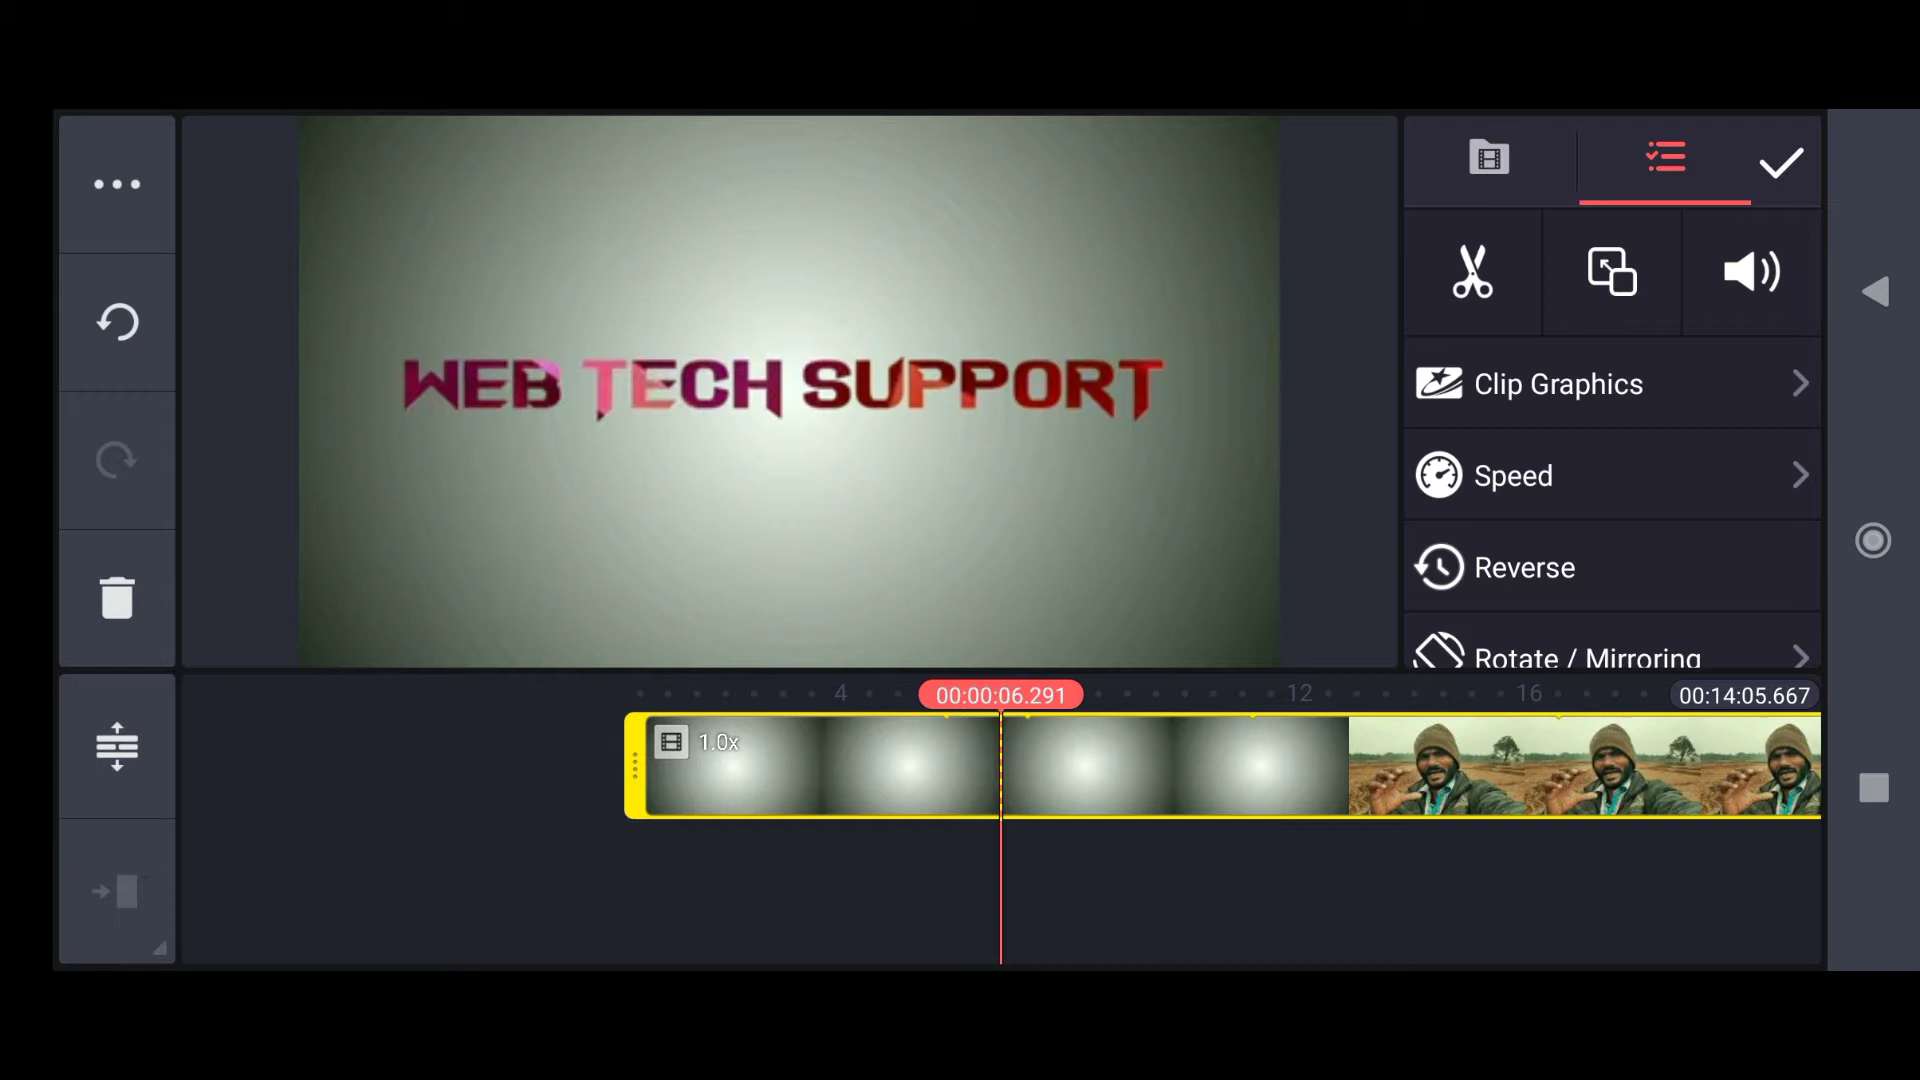 WEB TECH SUPPORT
Clip Graphics
Speed
Reverse
Rotate / Mirroring
4
00:00:06.291
12
16
00:14:05.667
1.0x